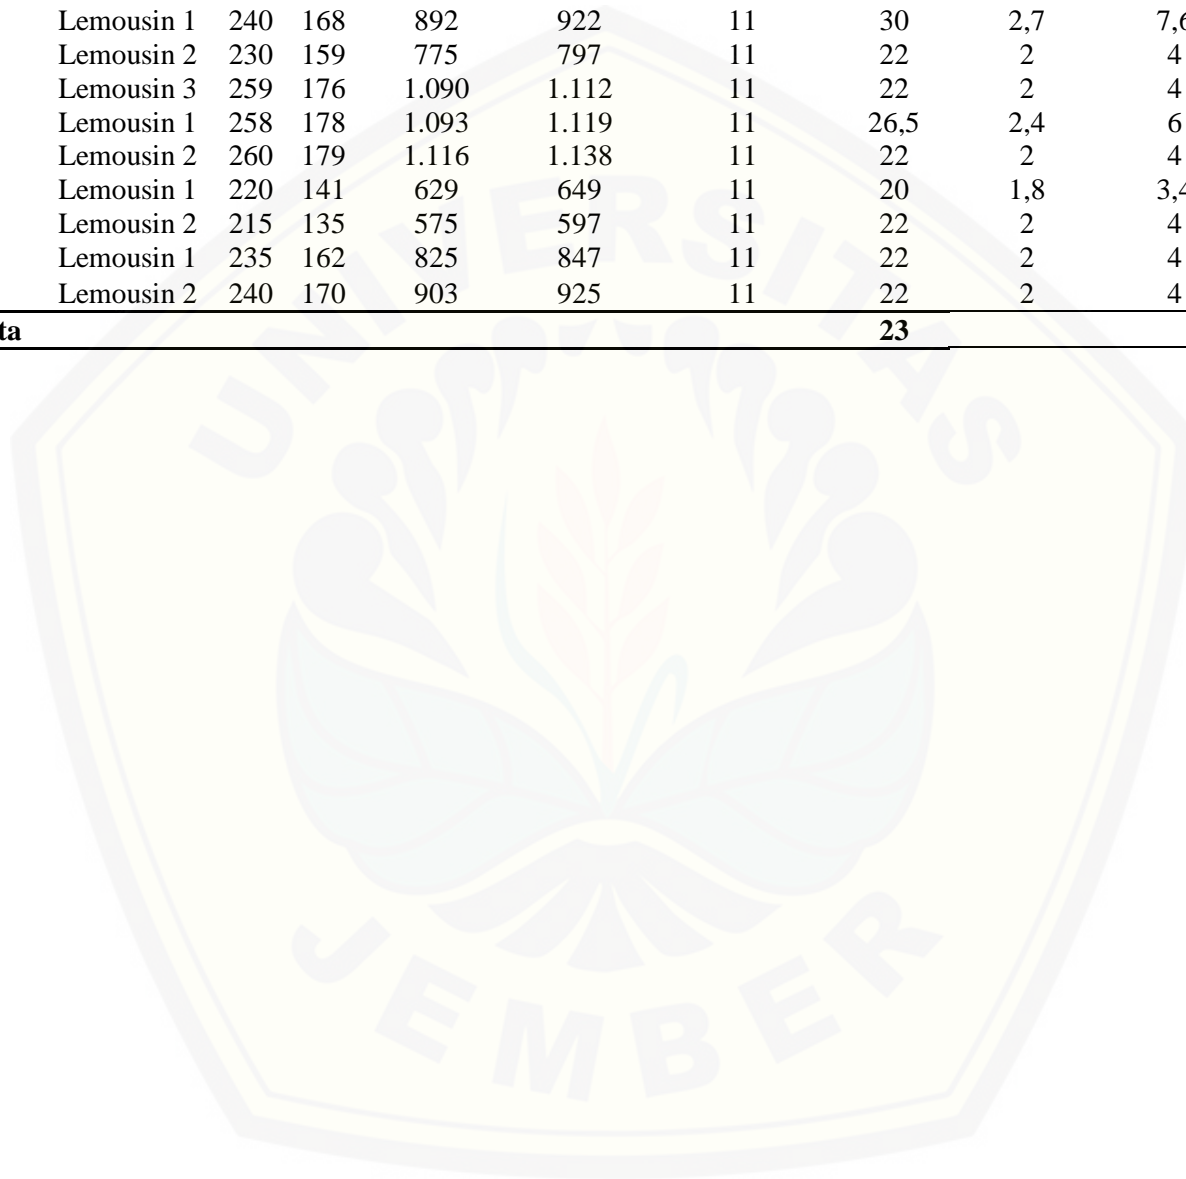 Lemousin 1 240 168 892 922 11 30 2,7 7,6
Lemousin 2 230 159 775 797 11 22 2 4
Lemousin 3 259 176 1.090 1.112 11 22 2 4
Lemousin 1 258 178 1.093 1.119 11 26,5 2,4 6
Lemousin 2 260 179 1.116 1.138 11 22 2 4
Lemousin 1 220 141 629 649 11 20 1,8 3,4
Lemousin 2 215 135 575 597 11 22 2 4
Lemousin 1 235 162 825 847 11 22 2 4
Lemousin 2 240 170 903 925 11 22 2 4
ta 23
UNIVERSITAS
JEMBER